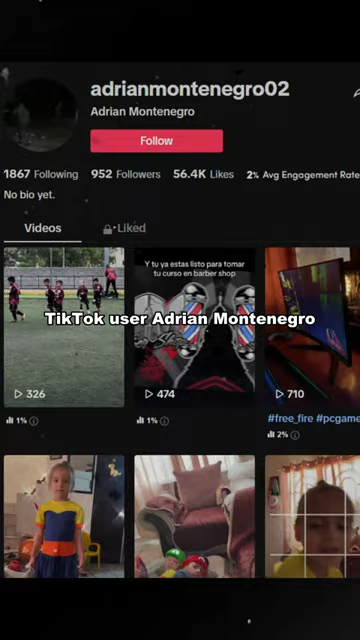 adrianmontenegro02
Adrian Montenegro
Follow
1867 Following 952 Followers 56.4K Likes 2% Avg Engagement Rate
No bio yet.
Videos Liked
Y tu ya estas listo para tomar
tu curso en barber shop
TikTok user Adrian Montenegro
326 474 710
1% 1% #free_fire #pcgame
2%